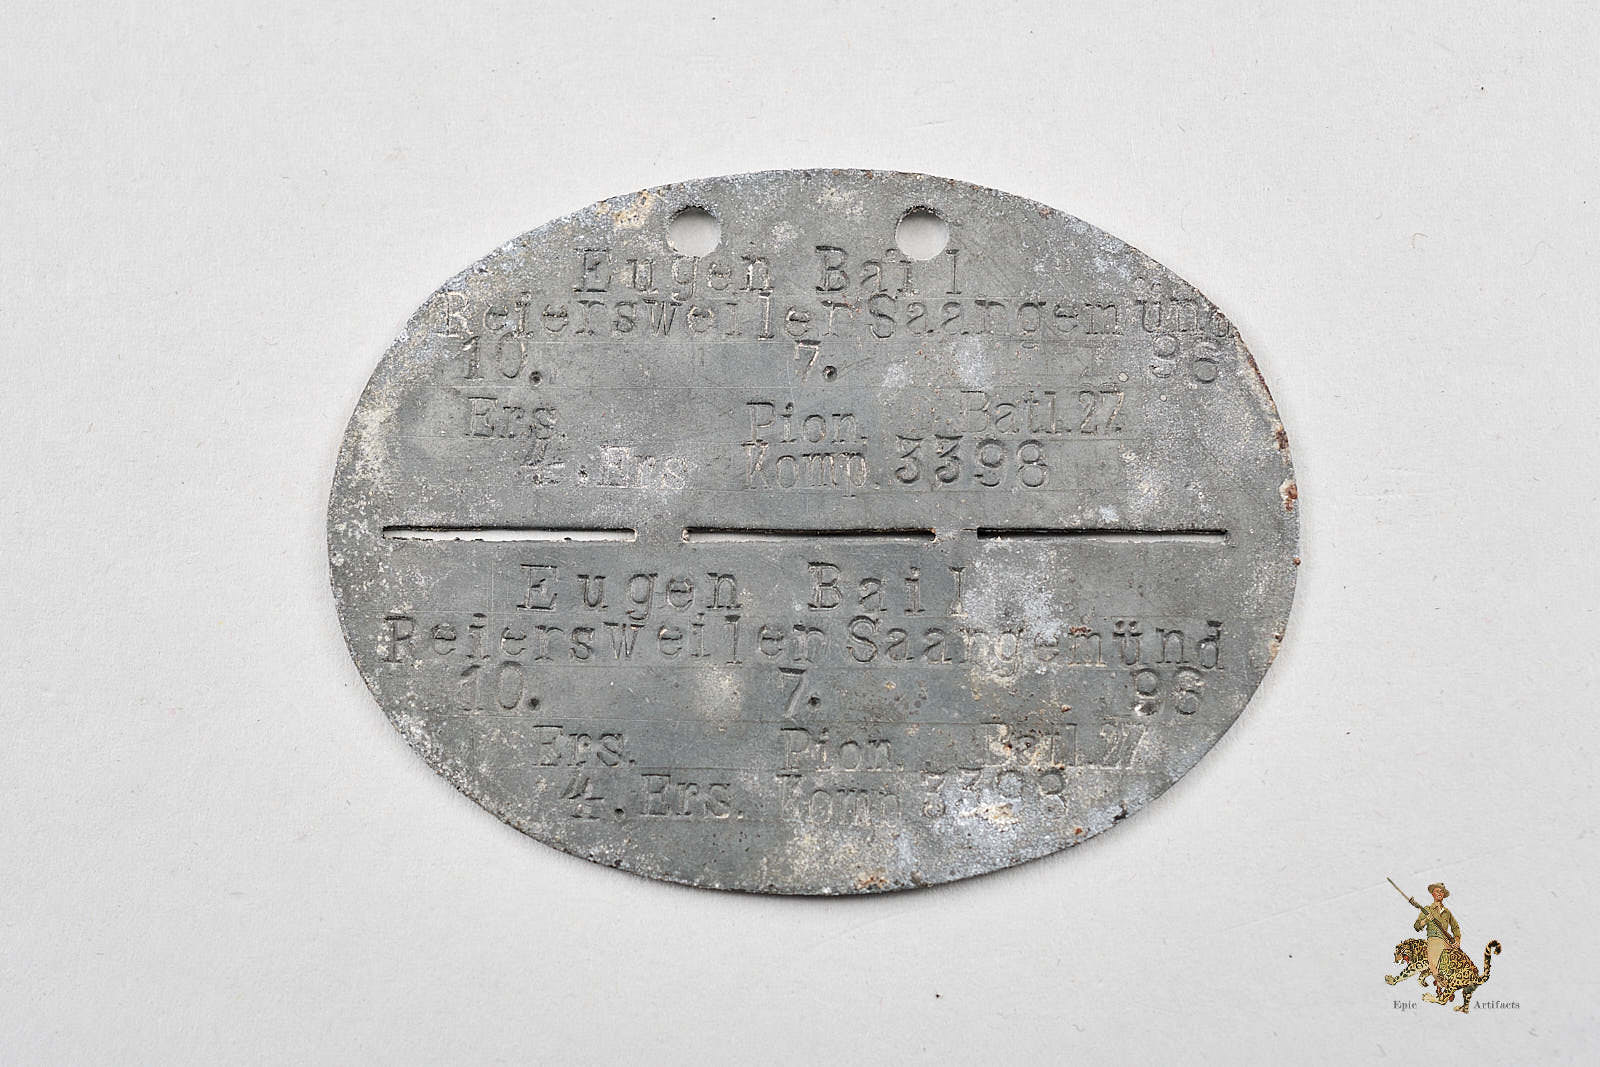 Eugen Bail
Reiersweiler Saargemünd
10. 7. 96
Ers. Pion. Batl.27.
4. Ers. Komp. 3398
Eugen Bail
Reiersweiler Saargemünd
10. 7. 96
Ers. Pion. Batl.27
4. Ers. Komp. 3398
Epic Artifacts